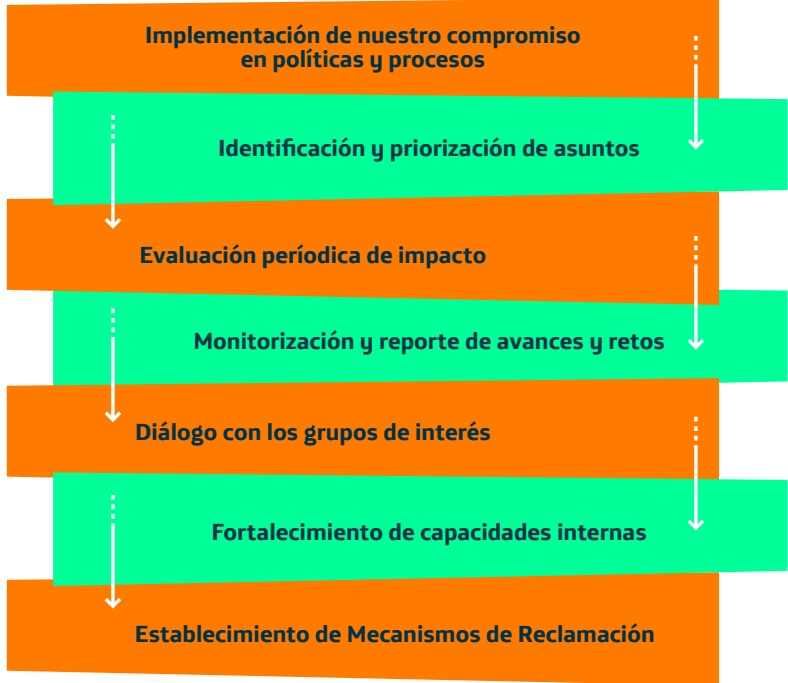 Implementación de nuestro compromiso
en políticas y procesos
Identificación y priorización de asuntos
Evaluación períodica de impacto
Monitorización y reporte de avances y retos
Diálogo con los grupos de interés
Fortalecimiento de capacidades internas
Establecimiento de Mecanismos de Reclamación